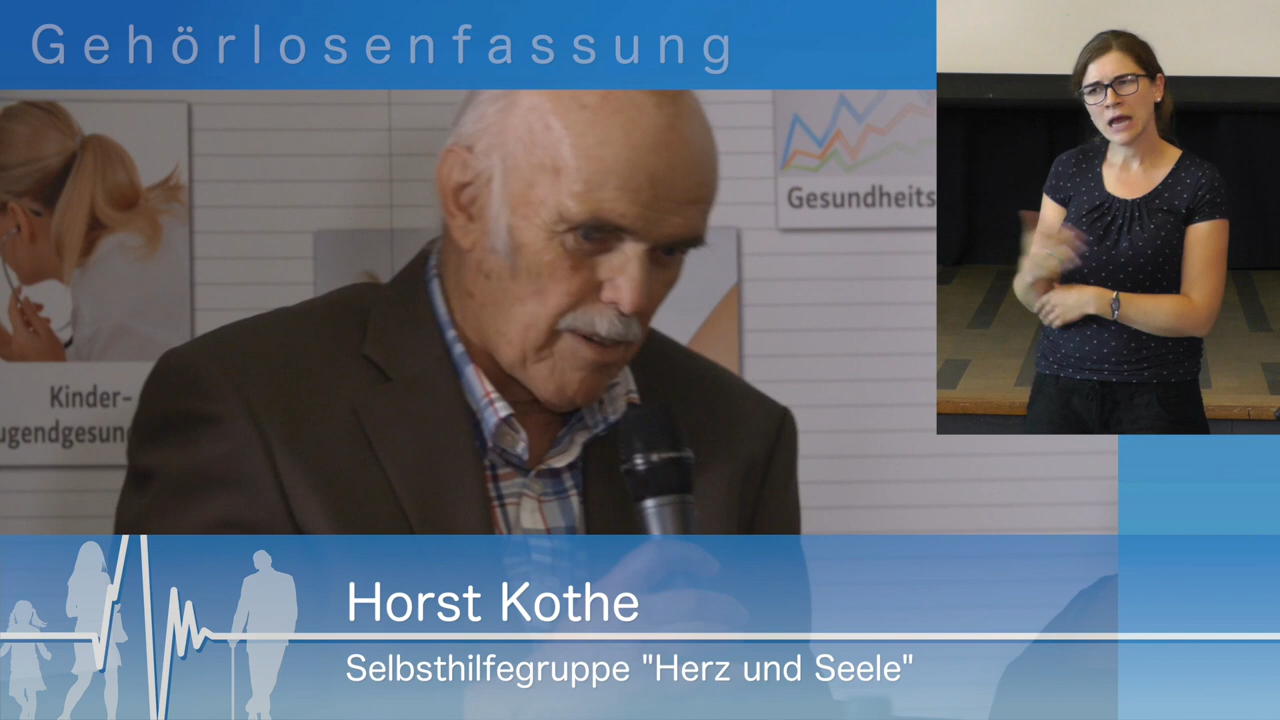 Gehörlosenfassung
Gesundheits
Kinder-
ugendgesun
Horst Kothe
Selbsthilfegruppe "Herz und Seele"